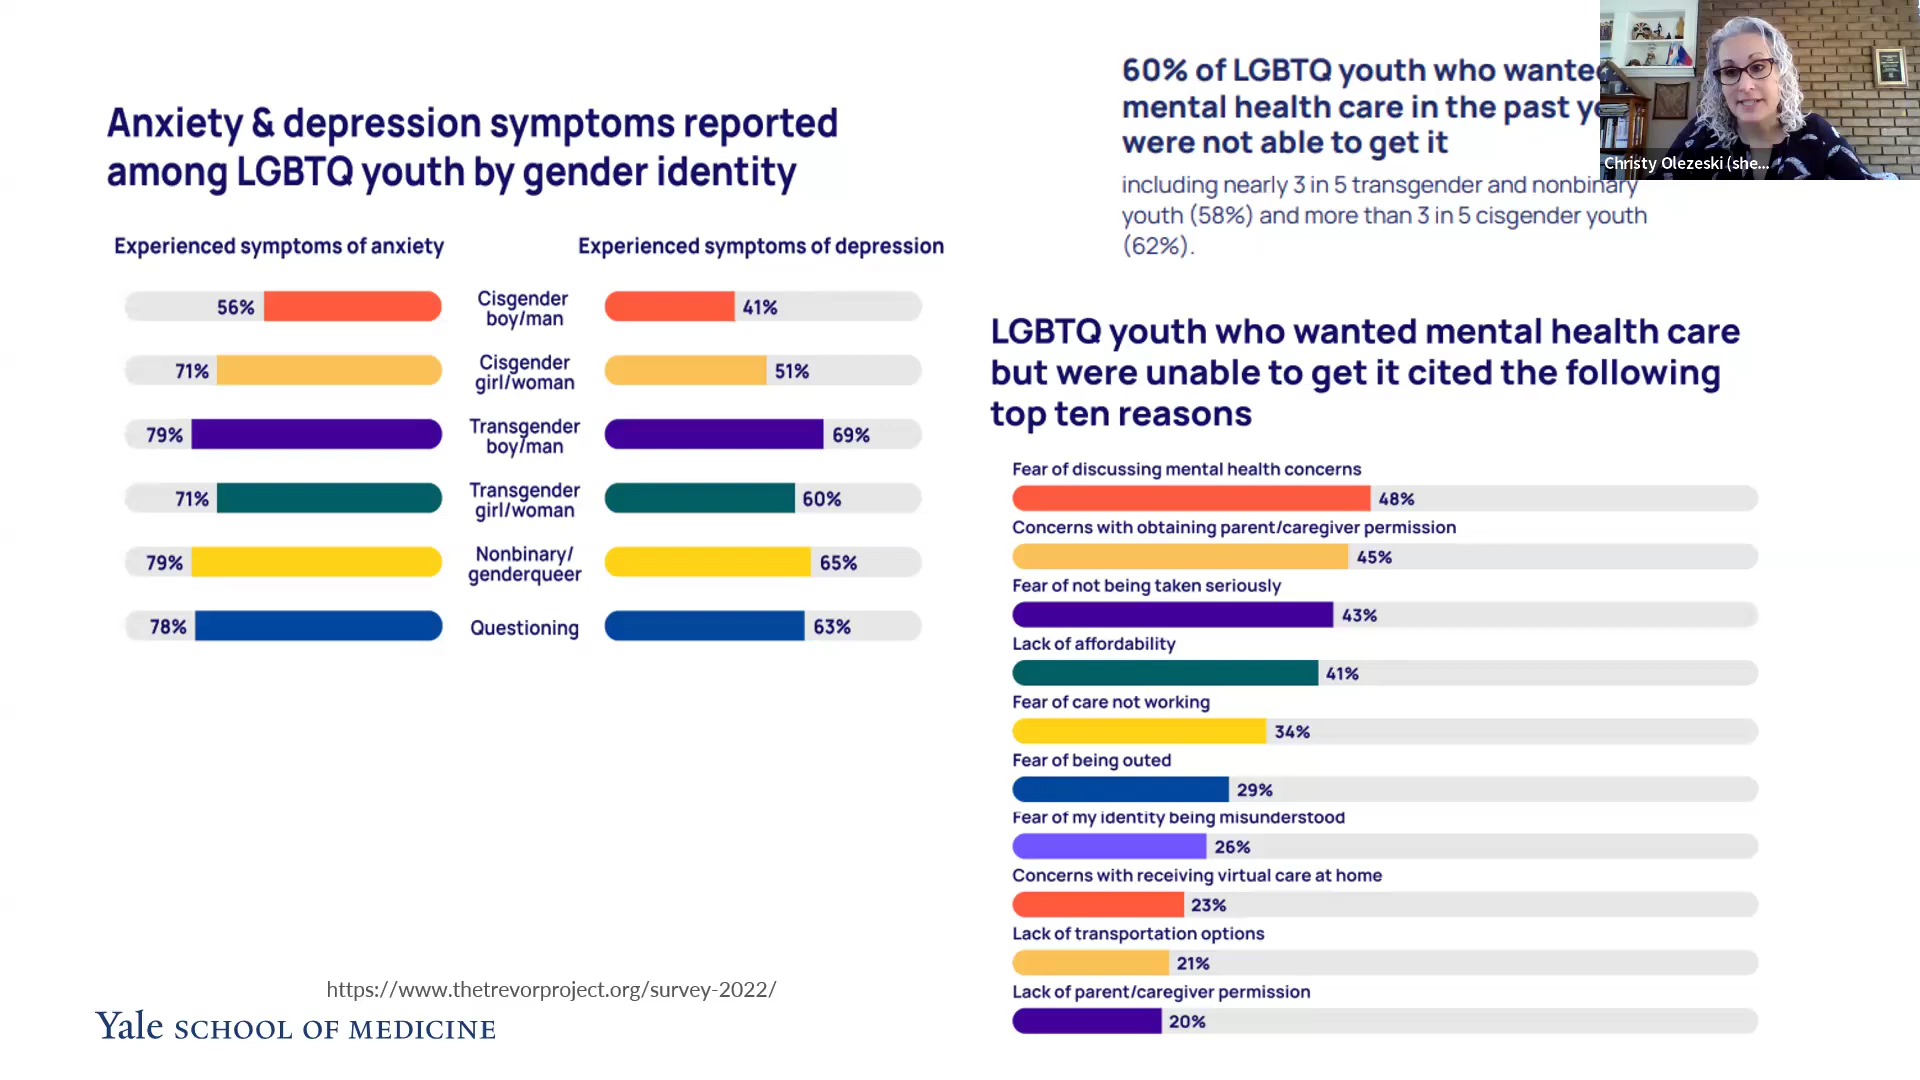 Anxiety & depression symptoms reported
among LGBTQ youth by gender identity
Experienced symptoms of anxiety
Experienced symptoms of depression
56%
Cisgender
boy/man
41%
71%
Cisgender
girl/woman
51%
79%
Transgender
boy/man
69%
71%
Transgender
girl/woman
60%
79%
Nonbinary/
genderqueer
65%
78%
Questioning
63%
https://www.thetrevorproject.org/survey-2022/
Yale SCHOOL OF MEDICINE
60% of LGBTQ youth who wanted
mental health care in the past
were not able to get it
including nearly 3 in 5 transgender and nonbinary
youth (58%) and more than 3 in 5 cisgender youth
(62%).
Christy Olezeski (she...
LGBTQ youth who wanted mental health care
but were unable to get it cited the following
top ten reasons
Fear of discussing mental health concerns
48%
Concerns with obtaining parent/caregiver permission
45%
Fear of not being taken seriously
43%
Lack of affordability
41%
Fear of care not working
34%
Fear of being outed
29%
Fear of my identity being misunderstood
26%
Concerns with receiving virtual care at home
23%
Lack of transportation options
21%
Lack of parent/caregiver permission
20%